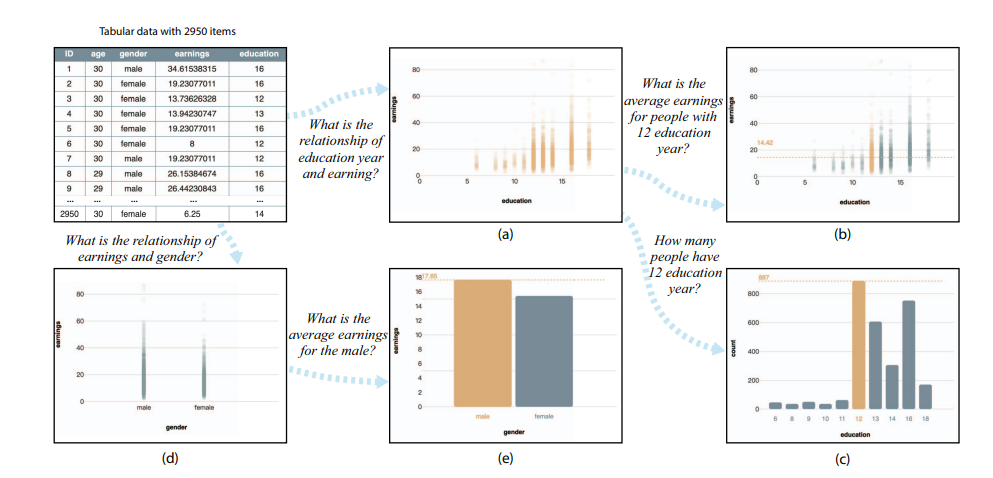 Tabular data with 2950 items
ID age gender earnings education
1 30 male 34.61538315 16
2 30 female 19.23077011 16
3 30 female 13.73626328 12
4 30 female 13.94230747 13
5 30 female 19.23077011 16
6 30 female 8 12
7 30 male 19.23077011 12
8 29 male 26.15384674 16
9 29 male 26.44230843 16
... ... ... ... ...
2950 30 female 6.25 14
What is the
relationship of
education year
and earning?
80
60
40
20
0
earnings
0 5 10 15
education
(a)
What is the
average earnings
for people with
12 education
year?
80
60
40
20
0
earnings
14.42
0 5 15
education
(b)
What is the relationship of
earnings and gender?
80
60
40
20
0
earnings
male female
gender
(d)
What is the
average earnings
for the male?
18
17.65
16
14
12
10
8
6
4
2
0
earnings
male female
gender
(e)
How many
people have
12 education
year?
887
800
600
400
200
0
count
6 8 9 10 11 12 13 14 16 18
education
(c)